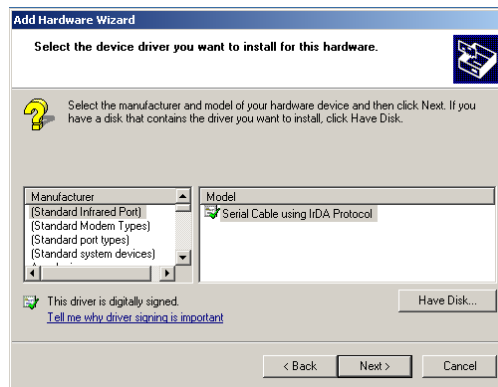 Add Hardware Wizard
Select the device driver you want to install for this hardware.
Select the manufacturer and model of your hardware device and then click Next. If you
have a disk that contains the driver you want to install, click Have Disk.
Manufacturer
(Standard Infrared Port)
(Standard Modem Types)
(Standard port types)
(Standard system devices)
Model
Serial Cable using IrDA Protocol
This driver is digitally signed.
Tell me why driver signing is important
Have Disk...
< Back
Next >
Cancel